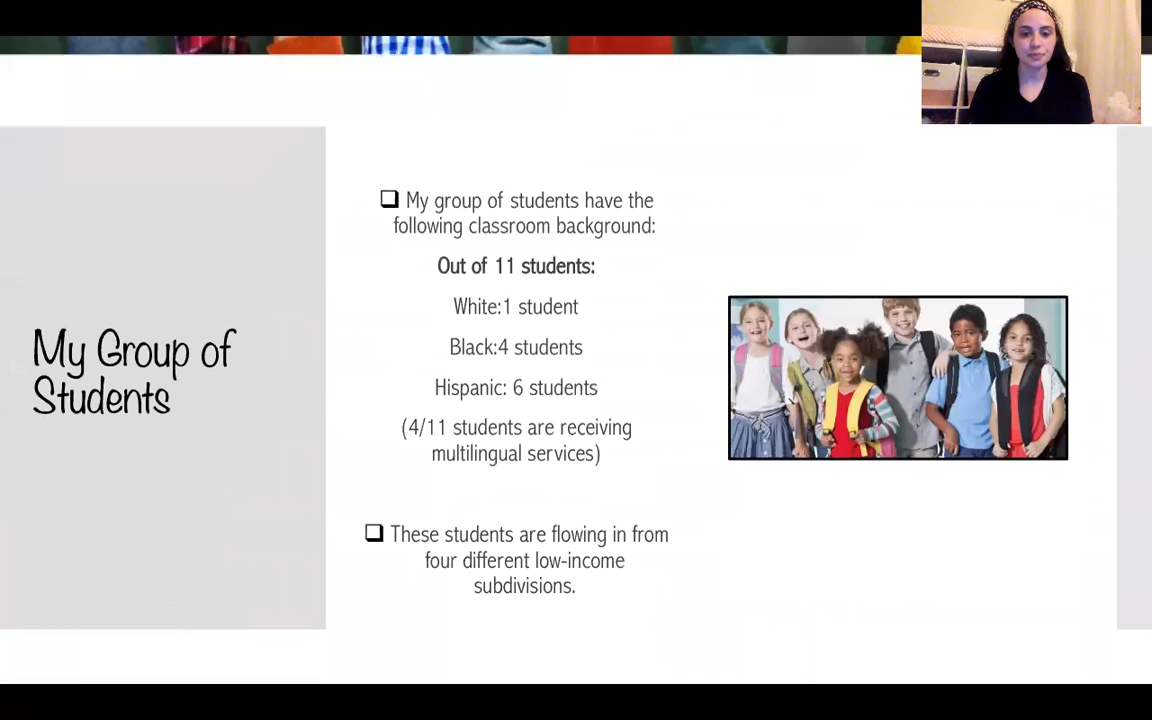 My Group of
Students
❑ My group of students have the
following classroom background:
Out of 11 students:
White:1 student
Black:4 students
Hispanic: 6 students
(4/11 students are receiving
multilingual services)
❑ These students are flowing in from
four different low-income
subdivisions.